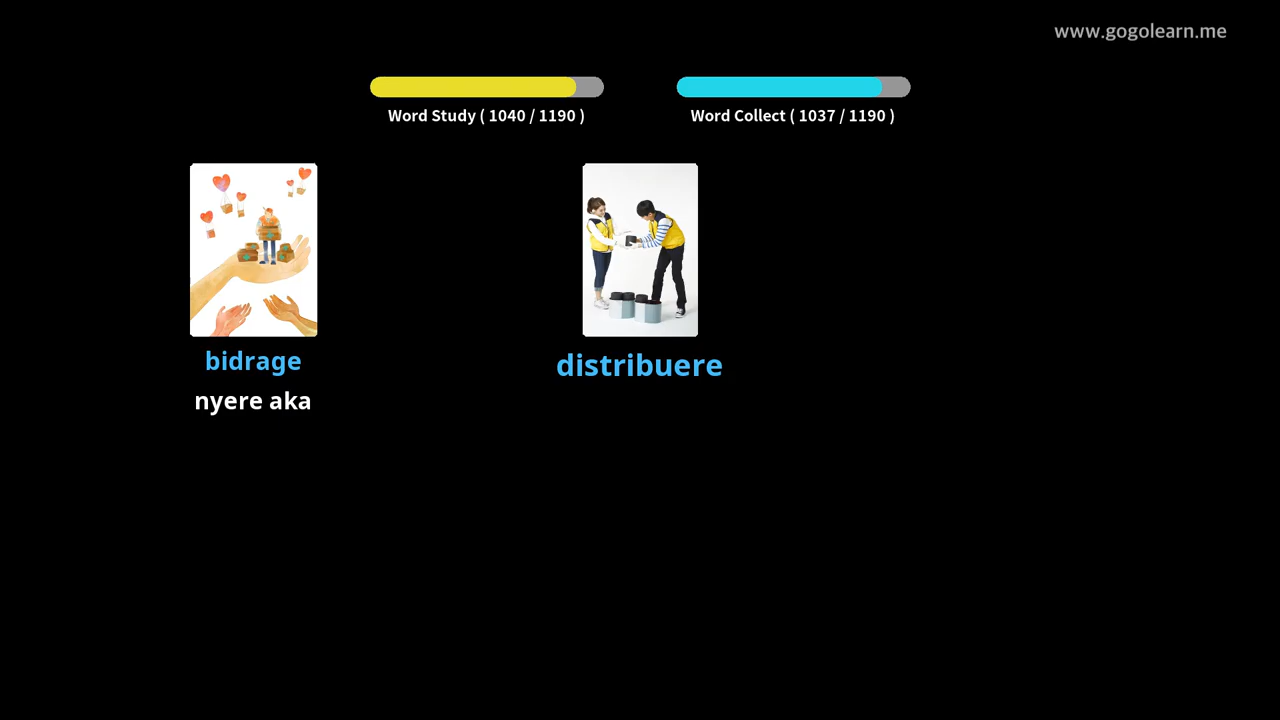 www.gogolearn.me
Word Study ( 1040 / 1190 )
Word Collect ( 1037 / 1190 )
bidrage
nyere aka
distribuere